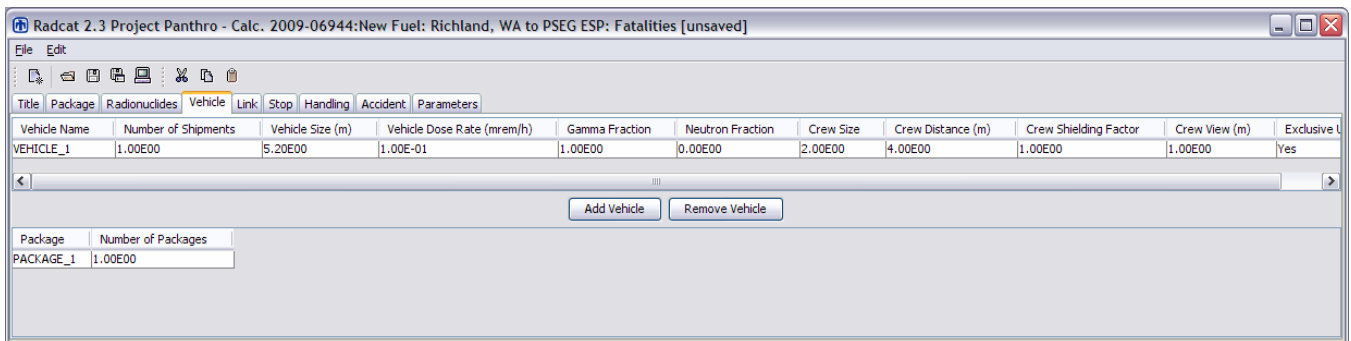 Radcat 2.3 Project Panthro - Calc. 2009-06944:New Fuel: Richland, WA to PSEG ESP: Fatalities [unsaved]
File Edit
Title Package Radionuclides Vehicle Link Stop Handling Accident Parameters
Vehicle Name Number of Shipments Vehicle Size (m) Vehicle Dose Rate (mrem/h) Gamma Fraction Neutron Fraction Crew Size Crew Distance (m) Crew Shielding Factor Crew View (m) Exclusive U
VEHICLE_1 1.00E00 5.20E00 1.00E-01 1.00E00 0.00E00 2.00E00 4.00E00 1.00E00 1.00E00 Yes
Add Vehicle Remove Vehicle
Package Number of Packages
PACKAGE_1 1.00E00